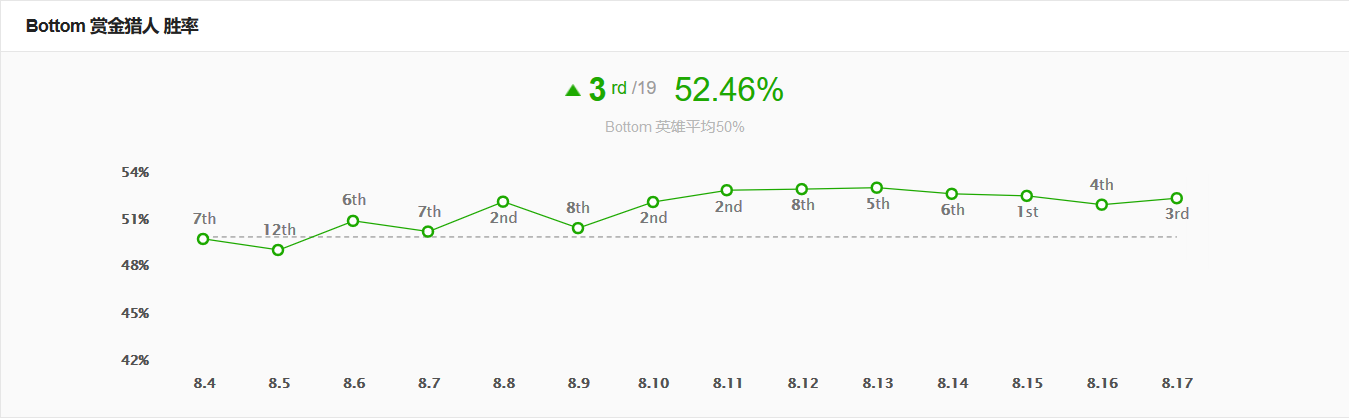 Bottom 赏金猎人 胜率
3 rd /19 52.46%
Bottom 英雄平均50%
54%
51%
48%
45%
42%
7th 12th 6th 7th 2nd 8th 2nd 2nd 8th 5th 6th 1st 4th 3rd
8.4 8.5 8.6 8.7 8.8 8.9 8.10 8.11 8.12 8.13 8.14 8.15 8.16 8.17